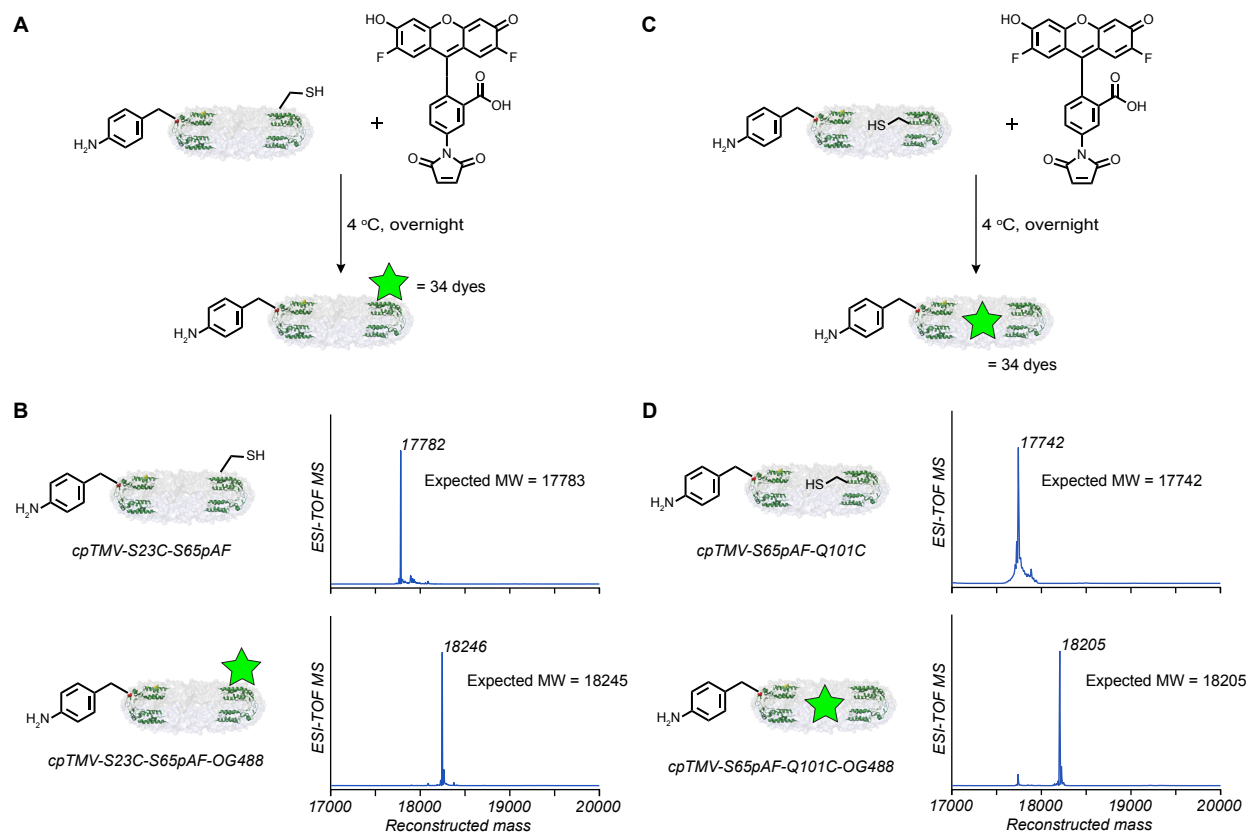 A
HO
O
O
F
F
O
OH
SH
H2N
+
O
N
O
4 °C, overnight
= 34 dyes
H2N
C
HO
O
O
F
F
O
OH
HS
H2N
+
O
N
O
4 °C, overnight
H2N
= 34 dyes
B
SH
H2N
cpTMV-S23C-S65pAF
ESI-TOF MS
17782
Expected MW = 17783
H2N
cpTMV-S23C-S65pAF-OG488
ESI-TOF MS
18246
Expected MW = 18245
17000 18000 19000 20000
Reconstructed mass
D
HS
H2N
cpTMV-S65pAF-Q101C
ESI-TOF MS
17742
Expected MW = 17742
H2N
cpTMV-S65pAF-Q101C-OG488
ESI-TOF MS
18205
Expected MW = 18205
17000 18000 19000 20000
Reconstructed mass